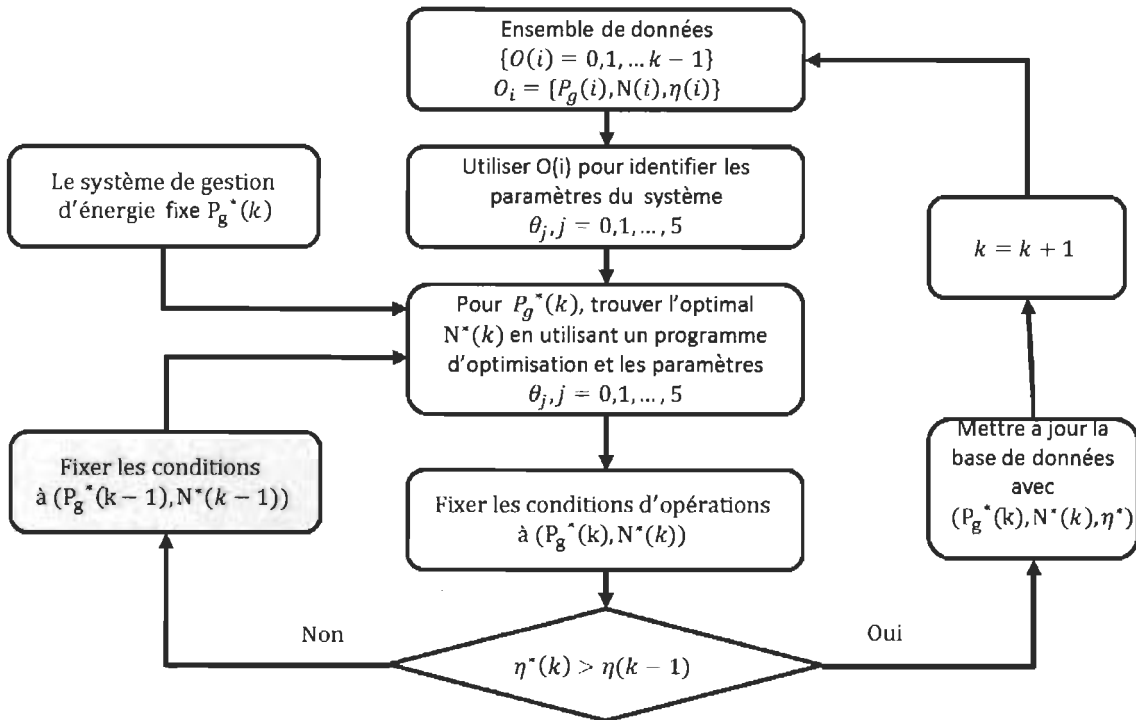 Ensemble de données
{O(i) = 0,1, … k − 1}
O_i = {P_g(i), N(i), η(i)}
Utiliser O(i) pour identifier les
paramètres du système
θ_j, j = 0,1, … , 5
Le système de gestion
d'énergie fixe P_g^*(k)
k = k + 1
Pour P_g^*(k), trouver l'optimal
N^*(k) en utilisant un programme
d'optimisation et les paramètres
θ_j, j = 0,1, … , 5
Fixer les conditions
à (P_g^*(k − 1), N^*(k − 1))
Fixer les conditions d'opérations
à (P_g^*(k), N^*(k))
Mettre à jour la
base de données
avec
(P_g^*(k), N^*(k), η^*)
Non
Oui
η^*(k) > η(k − 1)